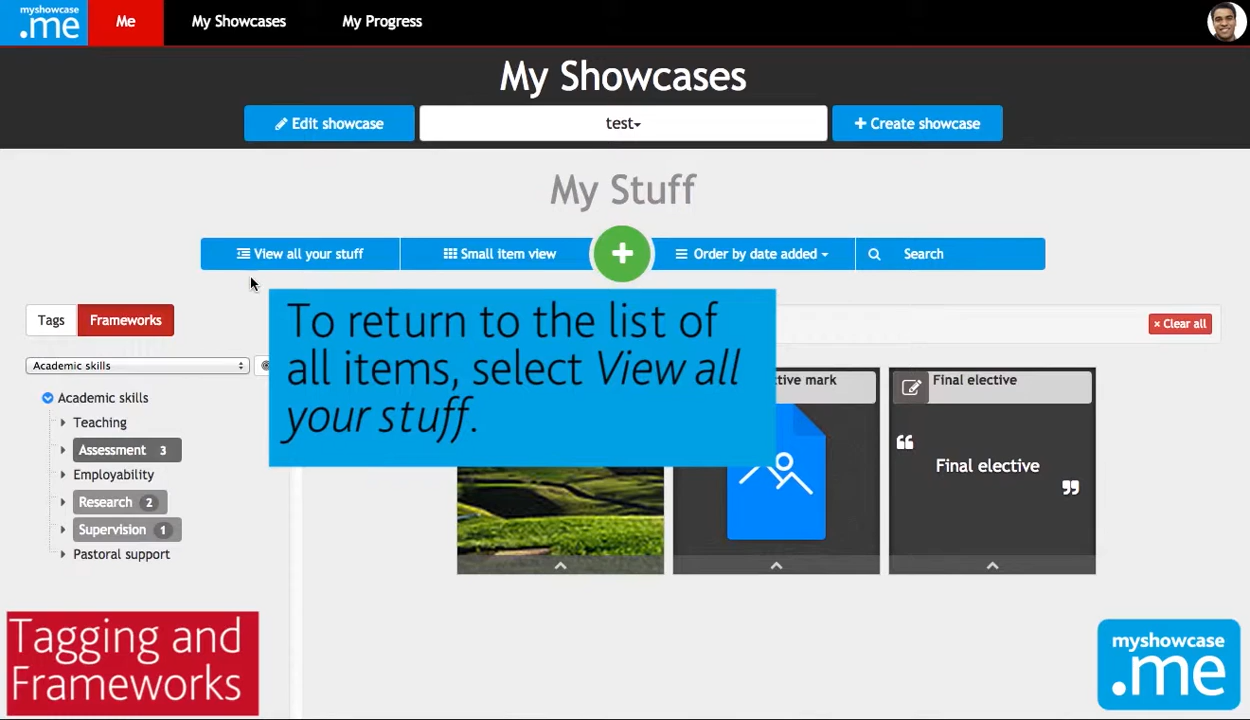 myshowcase
.me
Me
My Showcases
My Progress
My Showcases
Edit showcase
test
Create showcase
My Stuff
View all your stuff
Small item view
Order by date added
Search
Tags
Frameworks
× Clear all
Academic skills
To return to the list of
all items, select View all
your stuff.
Academic skills
Teaching
Assessment 3
Employability
Research 2
Supervision 1
Pastoral support
mark
Final elective
“
Final elective
”
Tagging and
Frameworks
myshowcase
.me